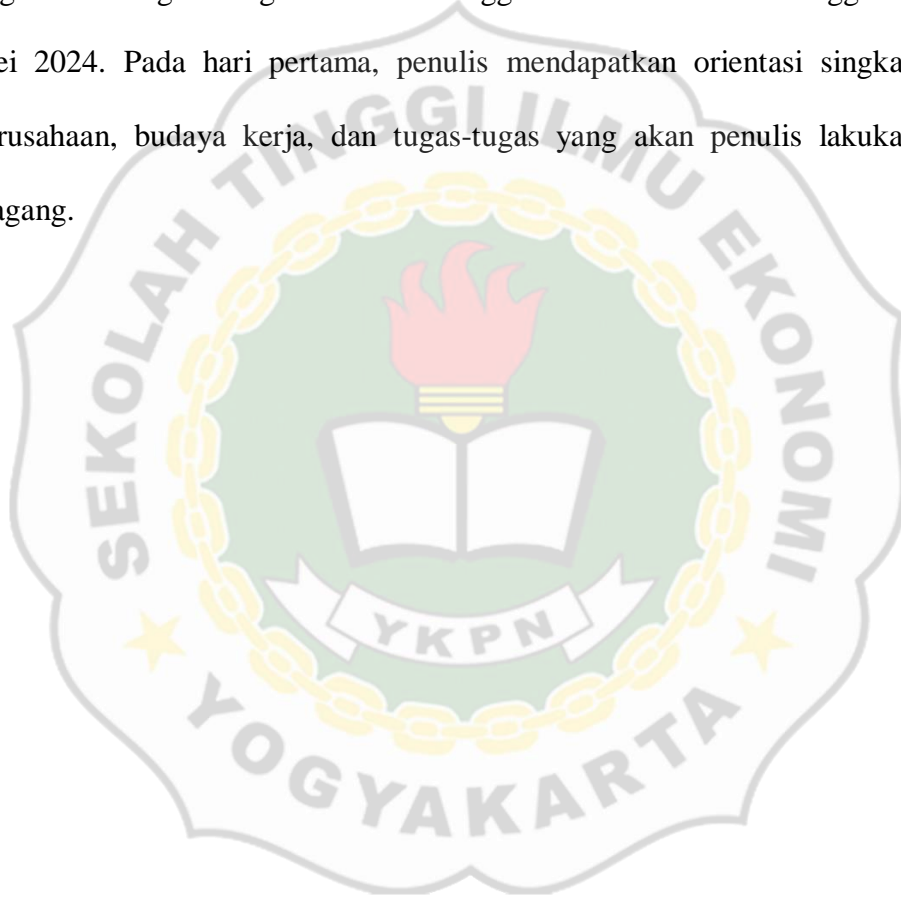 ei 2024. Pada hari pertama, penulis mendapatkan orientasi singka
rusahaan, budaya kerja, dan tugas-tugas yang akan penulis lakuka
agang.
SEKOLAH TINGGI ILMU EKONOMI
YKPN
YOGYAKARTA